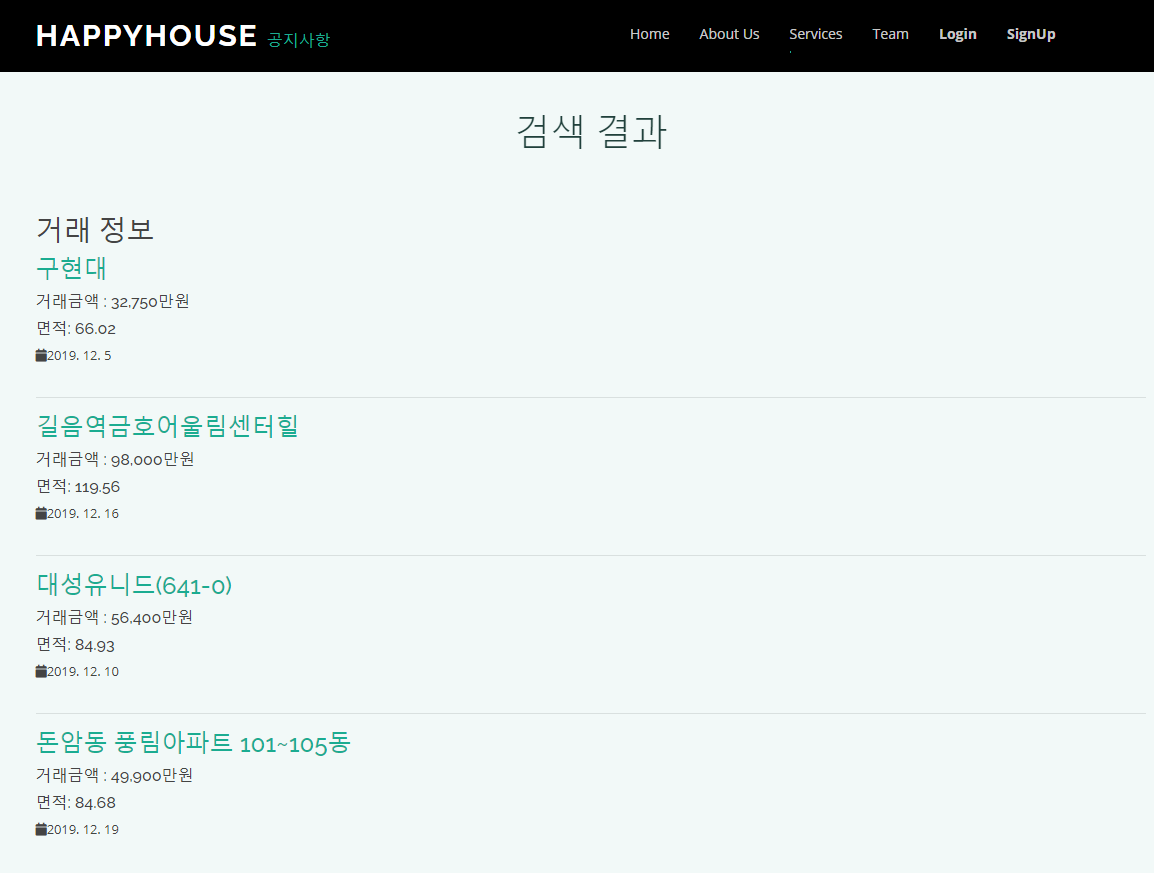 HAPPYHOUSE 공지사항
Home About Us Services Team Login SignUp
검색 결과
거래 정보
구현대
거래금액 : 32,750만원
면적: 66.02
2019. 12. 5
길음역금호어울림센터힐
거래금액 : 98,000만원
면적: 119.56
2019. 12. 16
대성유니드(641-0)
거래금액 : 56,400만원
면적: 84.93
2019. 12. 10
돈암동 풍림아파트 101~105동
거래금액 : 49,900만원
면적: 84.68
2019. 12. 19